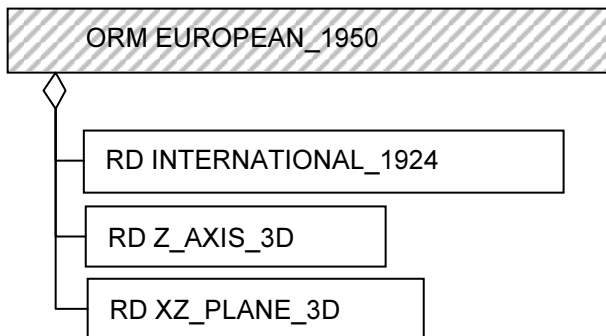 ORM EUROPEAN_1950
RD INTERNATIONAL_1924
RD Z_AXIS_3D
RD XZ_PLANE_3D